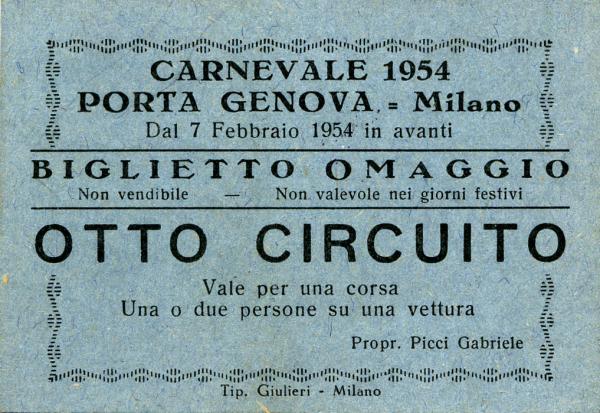 CARNEVALE 1954
PORTA GENOVA = Milano
Dal 7 Febbraio 1954 in avanti
BIGLIETTO OMAGGIO
Non vendibile — Non valevole nei giorni festivi
OTTO CIRCUITO
Vale per una corsa
Una o due persone su una vettura
Propr. Picci Gabriele
Tip. Giulieri - Milano